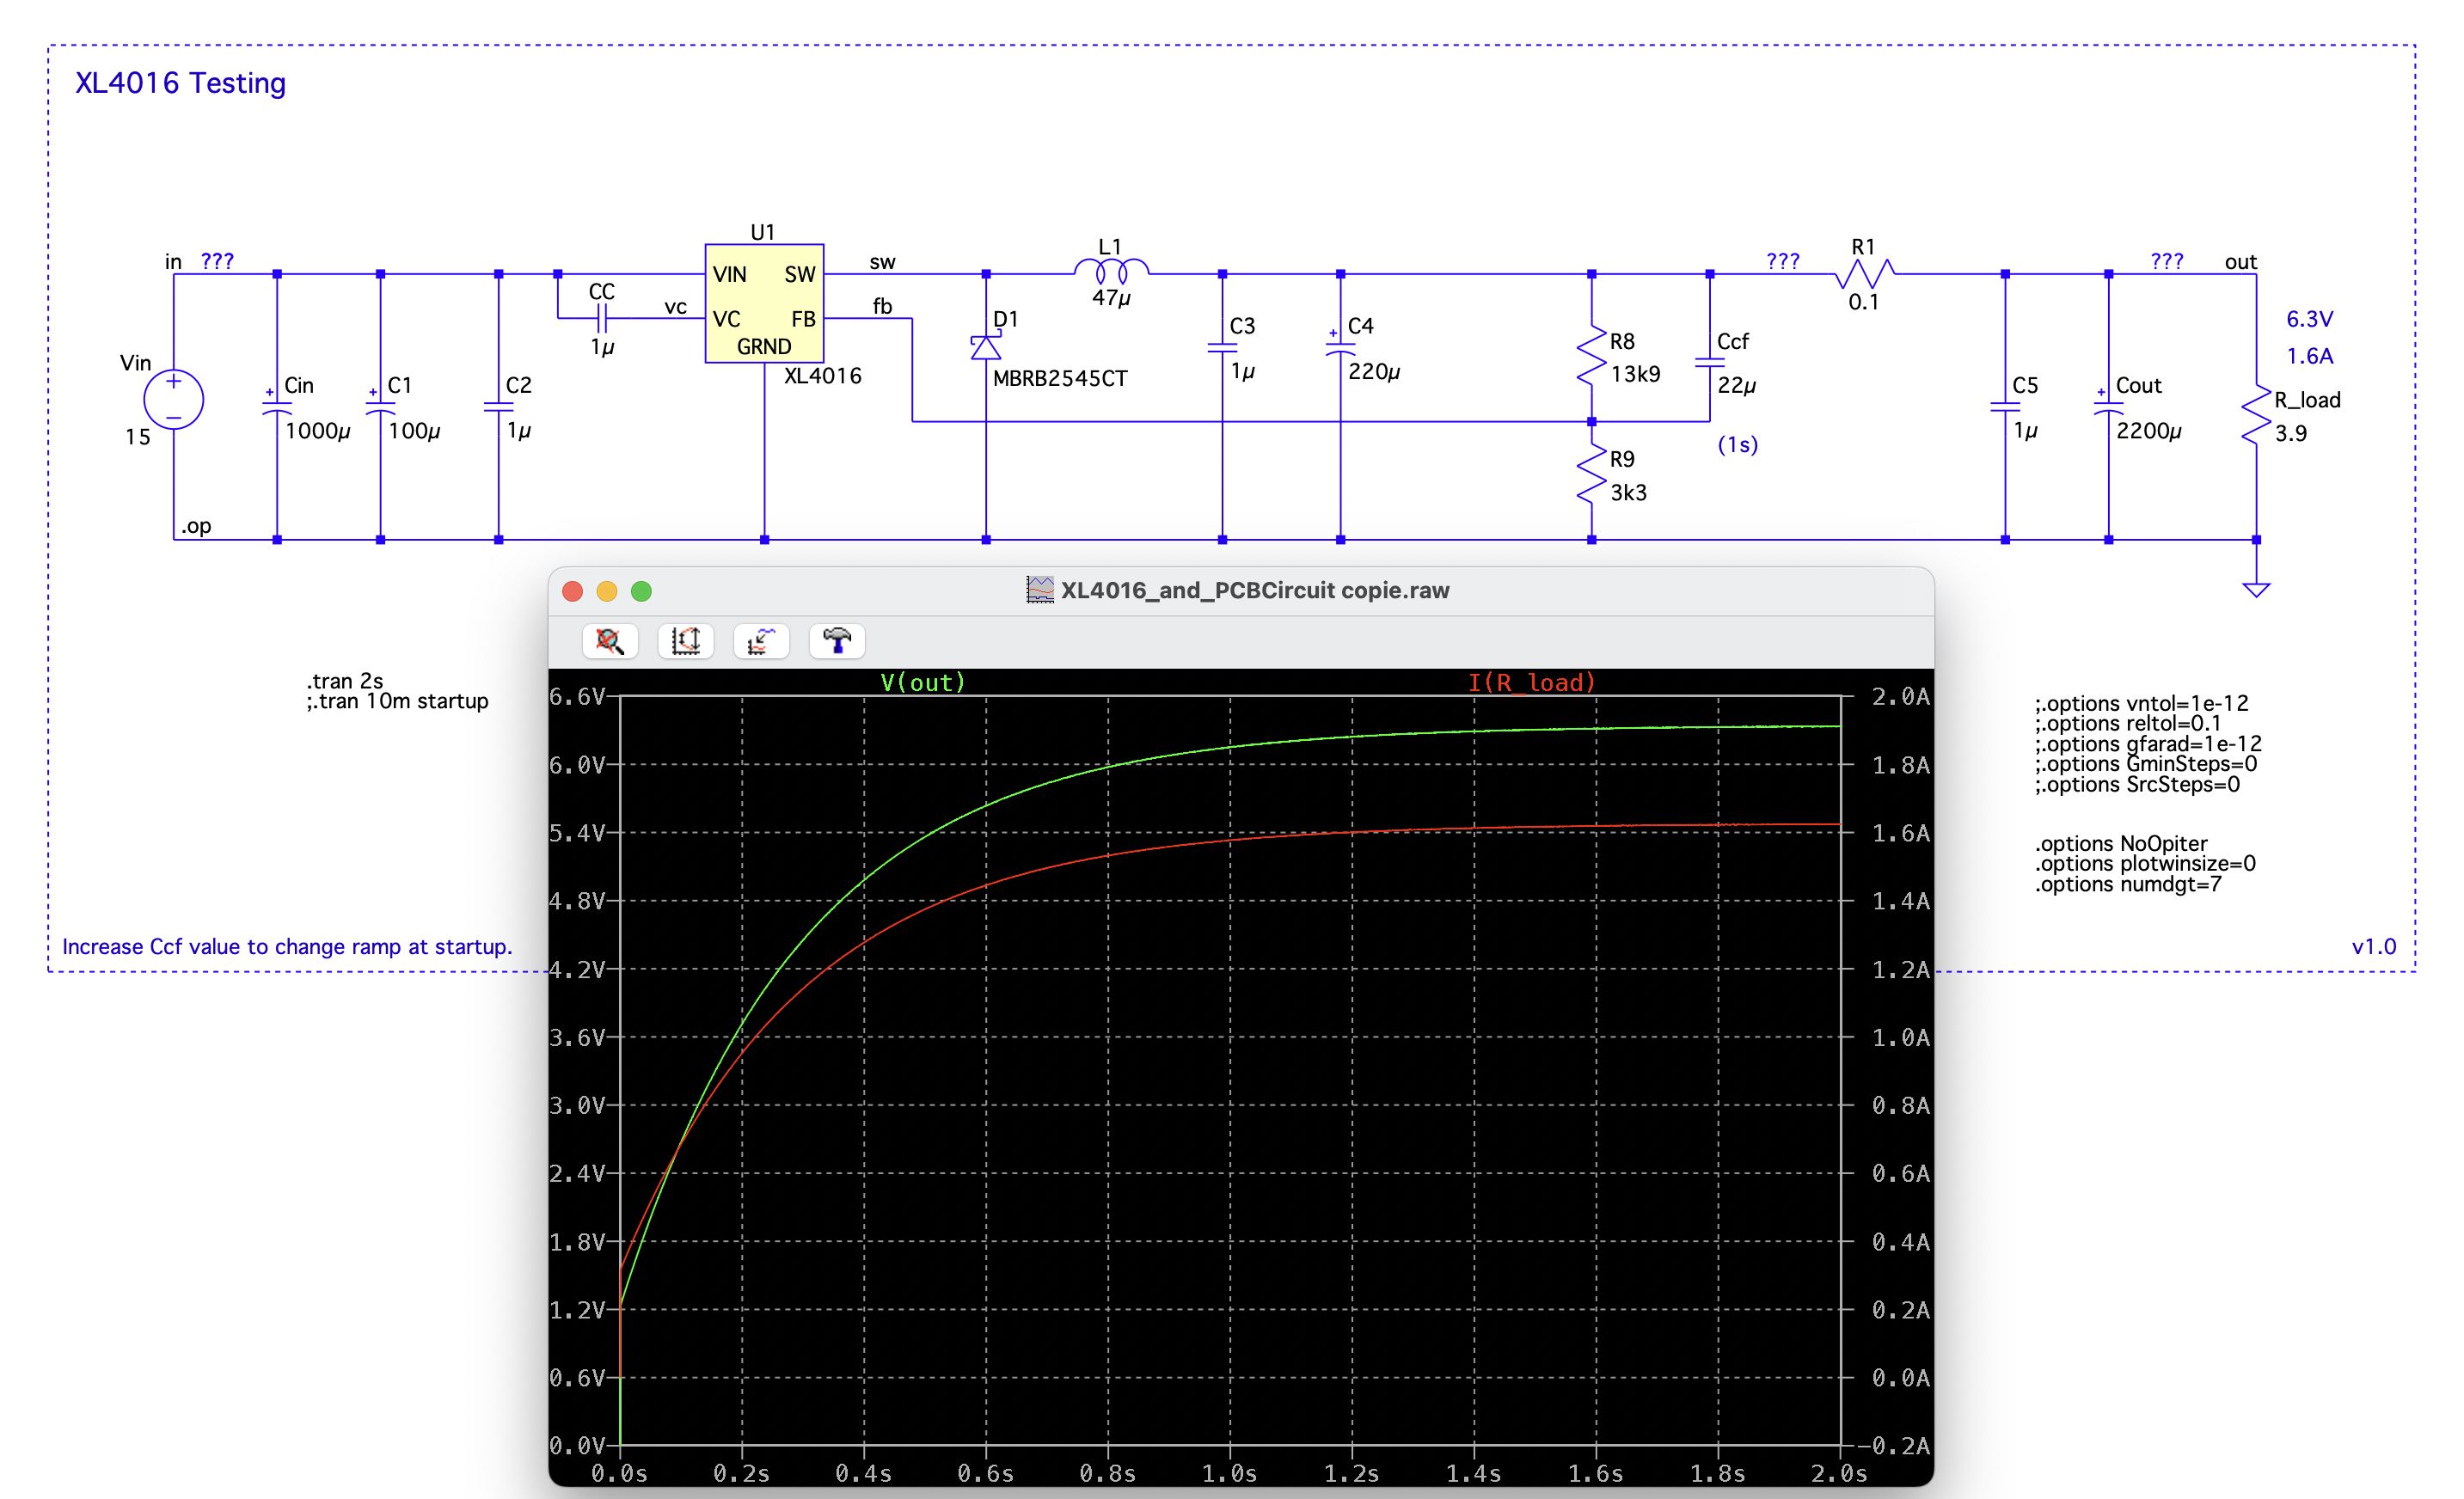 XL4016 Testing
in
???
U1
VIN
SW
VC
FB
GRND
XL4016
CC
1µ
vc
sw
fb
L1
47µ
D1
MBRB2545CT
C3
1µ
C4
220µ
R8
13k9
Ccf
22µ
(1s)
R9
3k3
???
R1
0.1
???
out
6.3V
1.6A
Vin
15
Cin
1000µ
C1
100µ
C2
1µ
C5
1µ
Cout
2200µ
R_load
3.9
.op
XL4016_and_PCBCircuit copie.raw
.tran 2s
;.tran 10m startup
V(out)
I(R_load)
6.6V
6.0V
5.4V
4.8V
4.2V
3.6V
3.0V
2.4V
1.8V
1.2V
0.6V
0.0V
2.0A
1.8A
1.6A
1.4A
1.2A
1.0A
0.8A
0.6A
0.4A
0.2A
0.0A
-0.2A
0.0s
0.2s
0.4s
0.6s
0.8s
1.0s
1.2s
1.4s
1.6s
1.8s
2.0s
;.options vntol=1e-12
;.options reltol=0.1
;.options gfarad=1e-12
;.options GminSteps=0
;.options SrcSteps=0
.options NoOpiter
.options plotwinsize=0
.options numdgt=7
Increase Ccf value to change ramp at startup.
v1.0